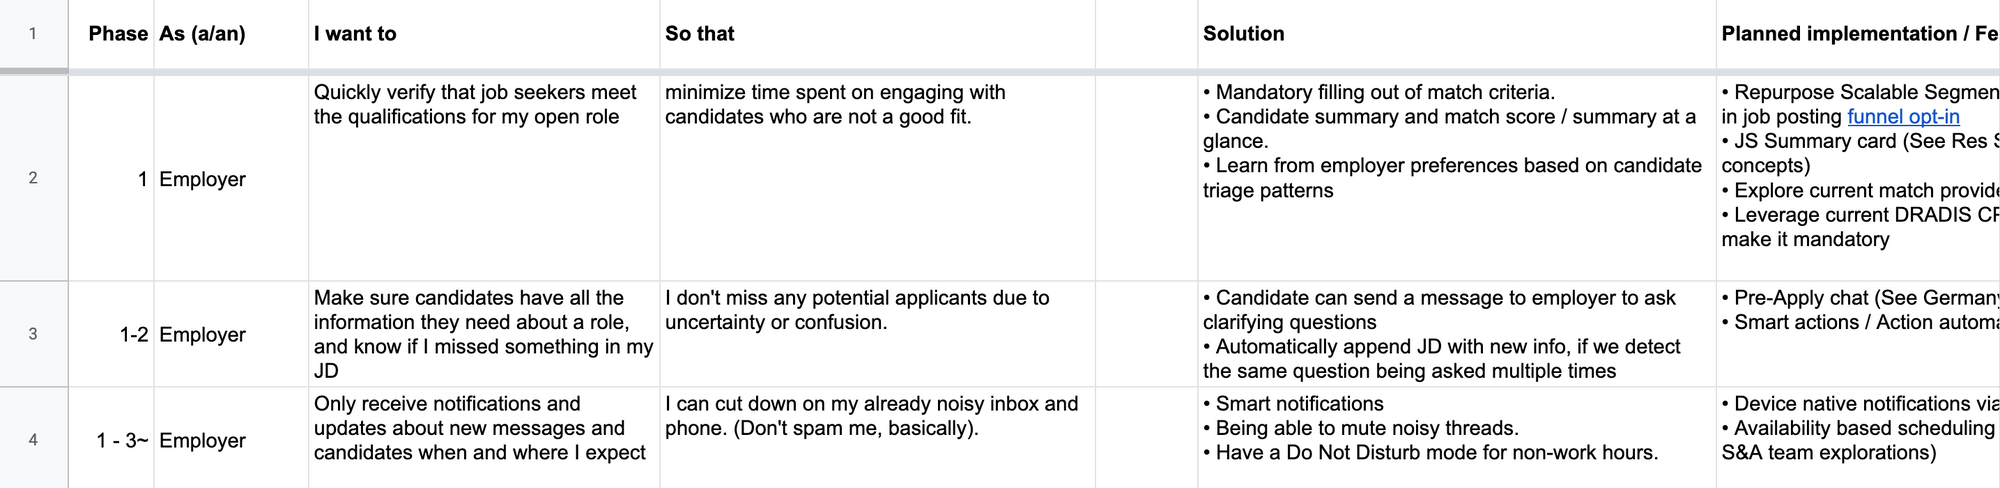 1 Phase As (a/an) I want to So that Solution Planned implementation /
2
1 Employer
Quickly verify that job seekers meet
the qualifications for my open role
minimize time spent on engaging with
candidates who are not a good fit.
• Mandatory filling out of match criteria.
• Candidate summary and match score / summary at a
glance.
• Learn from employer preferences based on candidate
triage patterns
• Repurpose Scalable
in job posting funnel opt-in
• JS Summary card (See Res
concepts)
• Explore current match
• Leverage current DRADIS
make it mandatory
3
1-2 Employer
Make sure candidates have all the
information they need about a role,
and know if I missed something in my
JD
I don't miss any potential applicants due to
uncertainty or confusion.
• Candidate can send a message to employer to ask
clarifying questions
• Automatically append JD with new info, if we detect
the same question being asked multiple times
• Pre-Apply chat (See Germany
• Smart actions / Action
4
1 - 3~ Employer
Only receive notifications and
updates about new messages and
candidates when and where I expect
I can cut down on my already noisy inbox and
phone. (Don't spam me, basically).
• Smart notifications
• Being able to mute noisy threads.
• Have a Do Not Disturb mode for non-work hours.
• Device native notifications via
• Availability based scheduling
S&A team explorations)